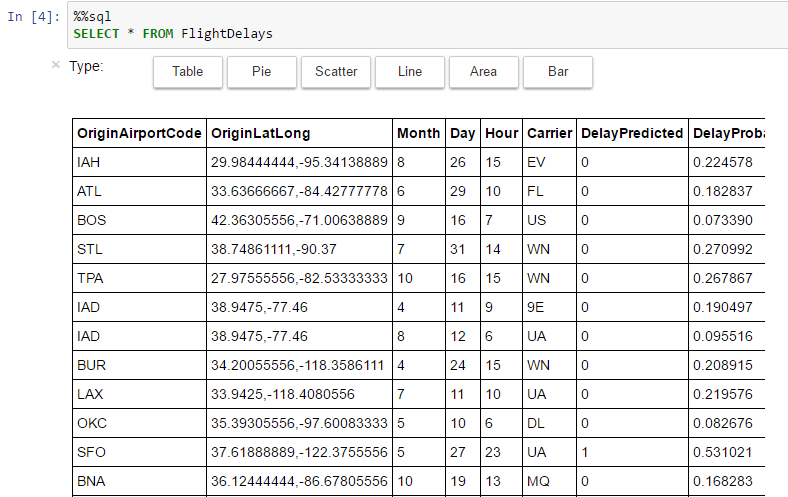 In [4]: %%sql
SELECT * FROM FlightDelays
× Type: Table Pie Scatter Line Area Bar
OriginAirportCode OriginLatLong Month Day Hour Carrier DelayPredicted DelayProba
IAH 29.98444444,-95.34138889 8 26 15 EV 0 0.224578
ATL 33.63666667,-84.42777778 6 29 10 FL 0 0.182837
BOS 42.36305556,-71.00638889 9 16 7 US 0 0.073390
STL 38.74861111,-90.37 7 31 14 WN 0 0.270992
TPA 27.97555556,-82.53333333 10 16 15 WN 0 0.267867
IAD 38.9475,-77.46 4 11 9 9E 0 0.190497
IAD 38.9475,-77.46 8 12 6 UA 0 0.095516
BUR 34.20055556,-118.3586111 4 24 15 WN 0 0.208915
LAX 33.9425,-118.4080556 7 11 10 UA 0 0.219576
OKC 35.39305556,-97.60083333 5 10 6 DL 0 0.082676
SFO 37.61888889,-122.3755556 5 27 23 UA 1 0.531021
BNA 36.12444444,-86.67805556 10 19 13 MQ 0 0.168283